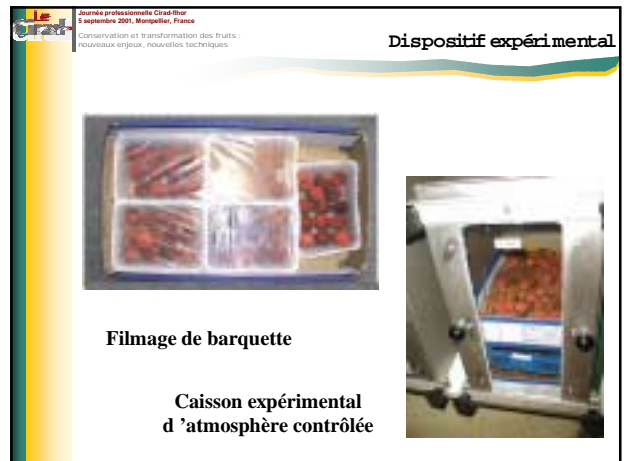 Le
Cirad
Journée professionnelle Cirad-flhor
5 septembre 2001, Montpellier, France
Conservation et transformation des fruits :
nouveaux enjeux, nouvelles techniques
Dispositif expérimental
Filmage de barquette
Caisson expérimental
d ’atmosphère contrôlée